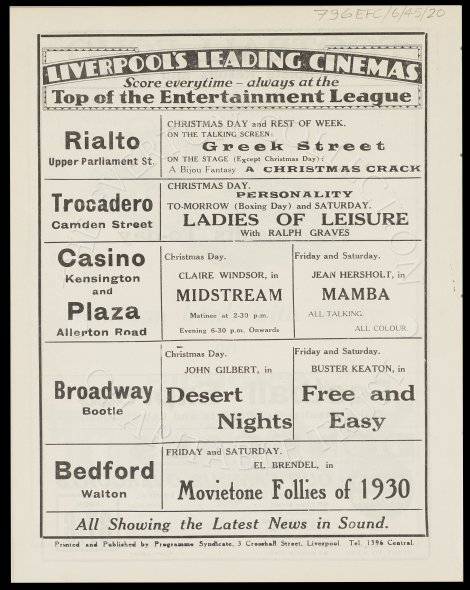 796EFC/6/45/20
LIVERPOOL'S LEADING CINEMAS
Score everytime – always at the
Top of the Entertainment League
Rialto
Upper Parliament St.
CHRISTMAS DAY and REST OF WEEK.
ON THE TALKING SCREEN:
Greek Street
ON THE STAGE (Egcept Christmas Day):
A Bijou Fantasy A CHRISTMAS CRACK
Trocadero
Camden Street
CHRISTMAS DAY.
PERSONALITY
TO-MORROW (Boxing Day) and SATURDAY.
LADIES OF LEISURE
With RALPH GRAVES
Casino
Kensington
and
Plaza
Allerton Road
Christmas Day.
CLAIRE WINDSOR, in
MIDSTREAM
Matinee at 2-30 p.m.
Evening 6-30 p.m. Onwards
Friday and Saturday.
JEAN HERSHOLT, in
MAMBA
ALL TALKING.
ALL COLOUR.
Broadway
Bootle
Christmas Day.
JOHN GILBERT, in
Desert
Nights
Friday and Saturday.
BUSTER KEATON, in
Free and
Easy
Bedford
Walton
FRIDAY and SATURDAY.
EL BRENDEL, in
Movietone Follies of 1930
All Showing the Latest News in Sound.
Printed and Published by Programme Syndicate, 3 Crosshall Street, Liverpool. Tel. 1396 Central.